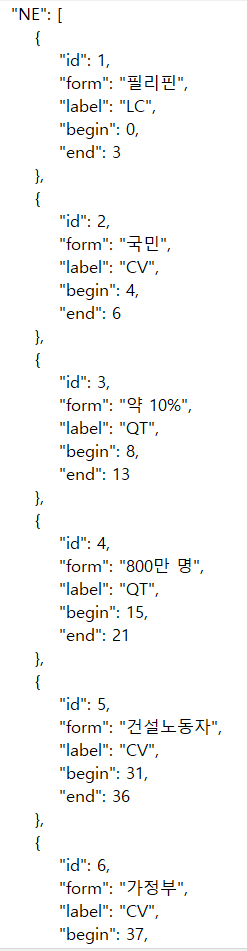 "NE": [
{
"id": 1,
"form": "필리핀",
"label": "LC",
"begin": 0,
"end": 3
},
{
"id": 2,
"form": "국민",
"label": "CV",
"begin": 4,
"end": 6
},
{
"id": 3,
"form": "약 10%",
"label": "QT",
"begin": 8,
"end": 13
},
{
"id": 4,
"form": "800만 명",
"label": "QT",
"begin": 15,
"end": 21
},
{
"id": 5,
"form": "건설노동자",
"label": "CV",
"begin": 31,
"end": 36
},
{
"id": 6,
"form": "가정부",
"label": "CV",
"begin": 37,